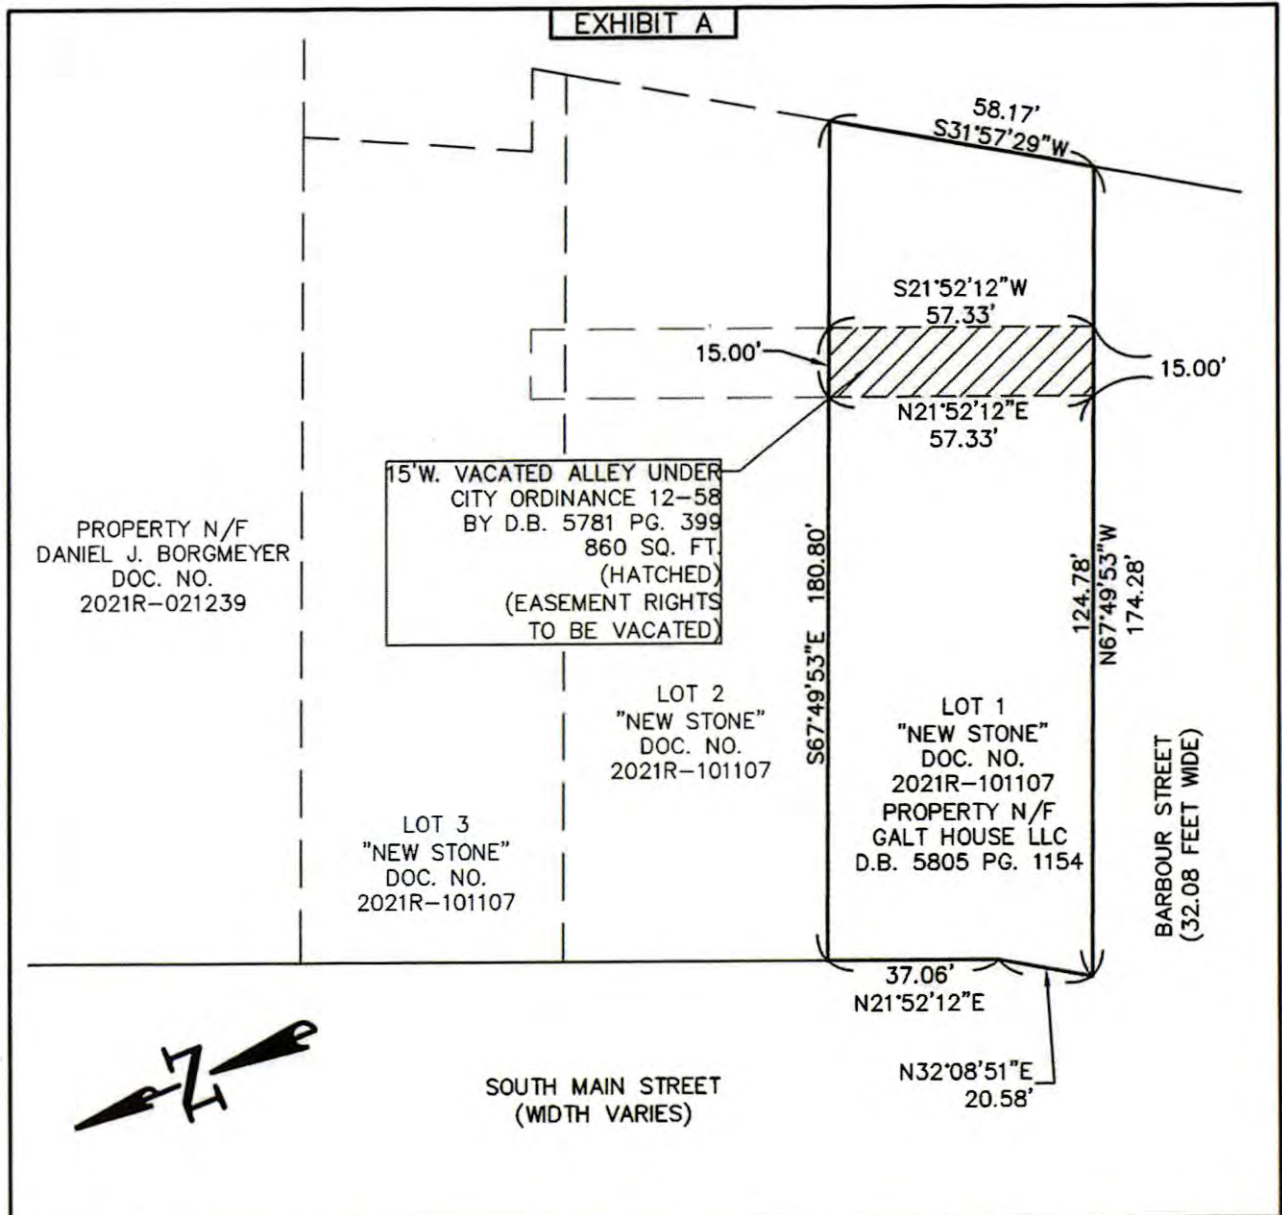 EXHIBIT A
58.17'
S31°57'29"W
S21°52'12"W
57.33'
15.00'
15.00'
N21°52'12"E
57.33'
15'W. VACATED ALLEY UNDER
CITY ORDINANCE 12-58
BY D.B. 5781 PG. 399
860 SQ. FT.
(HATCHED)
(EASEMENT RIGHTS
TO BE VACATED)
PROPERTY N/F
DANIEL J. BORGMEYER
DOC. NO.
2021R-021239
S67°49'53"E 180.80'
124.78'
N67°49'53"W
174.28'
LOT 2
"NEW STONE"
DOC. NO.
2021R-101107
LOT 1
"NEW STONE"
DOC. NO.
2021R-101107
PROPERTY N/F
GALT HOUSE LLC
D.B. 5805 PG. 1154
BARBOUR STREET
(32.08 FEET WIDE)
LOT 3
"NEW STONE"
DOC. NO.
2021R-101107
37.06'
N21°52'12"E
N32°08'51"E
20.58'
N
SOUTH MAIN STREET
(WIDTH VARIES)